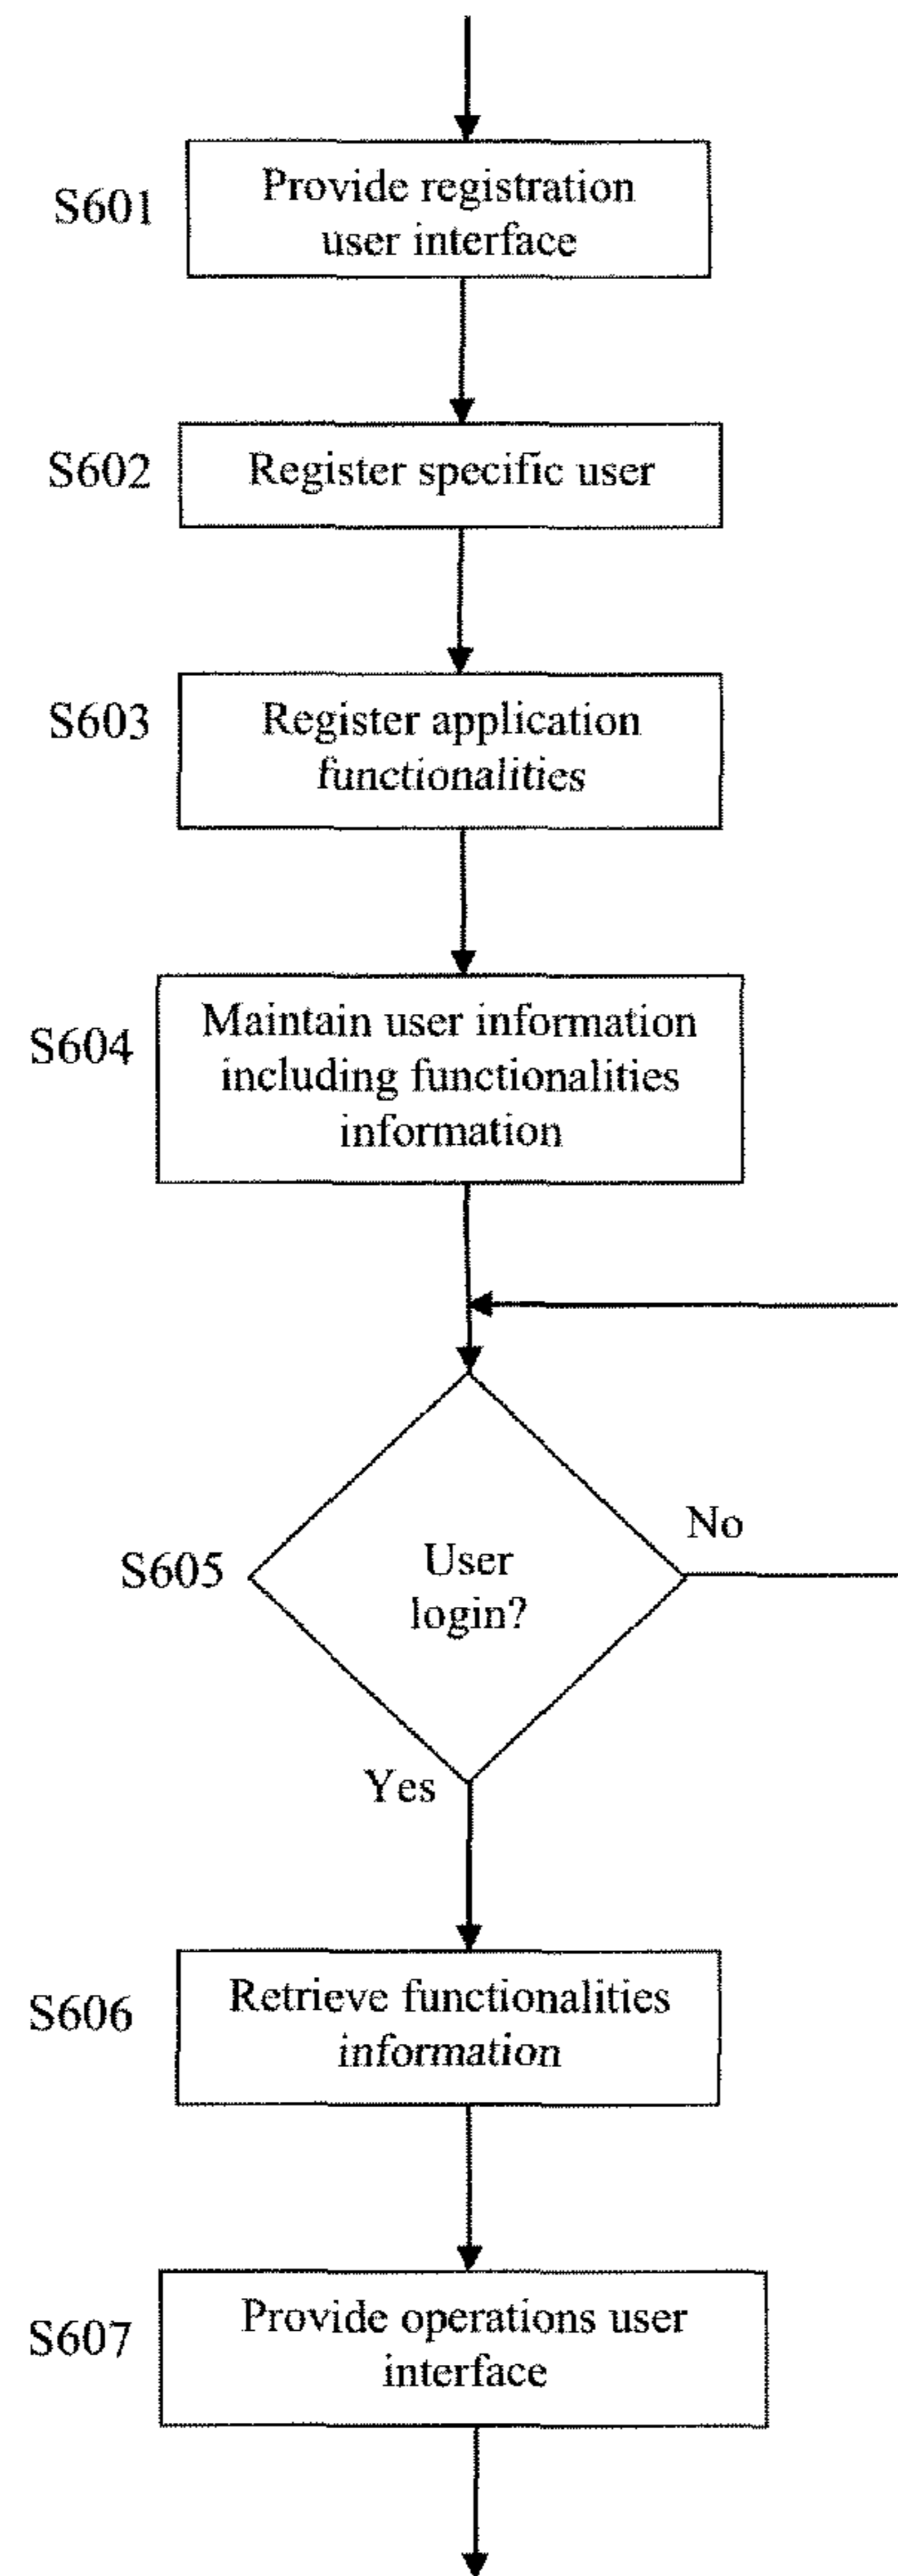 S601
Provide registration
user interface
S602
Register specific user
S603
Register application
functionalities
S604
Maintain user information
including functionalities
information
S605
User
login?
No
Yes
S606
Retrieve functionalities
information
S607
Provide operations user
interface